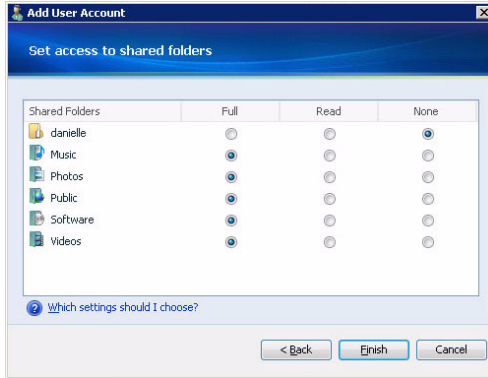 Add User Account
Set access to shared folders
Shared Folders Full Read None
danielle
Music
Photos
Public
Software
Videos
Which settings should I choose?
< Back Finish Cancel